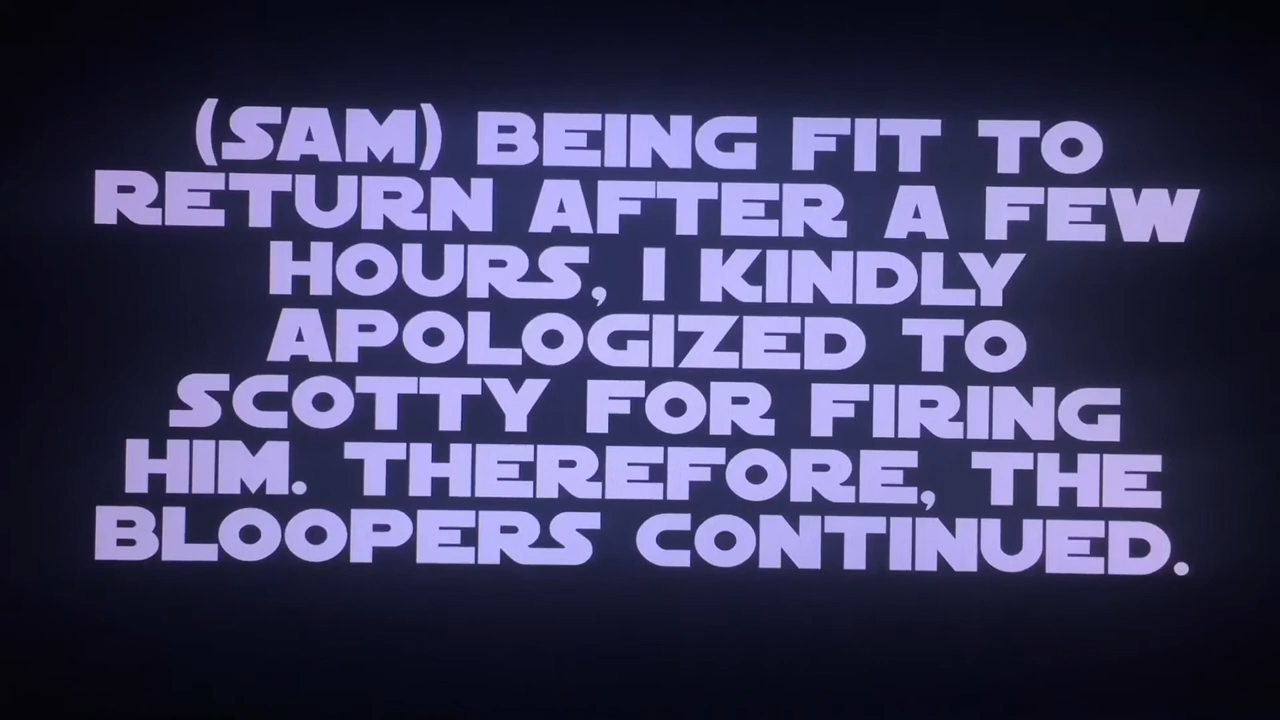 (SAM) BEING FIT TO
RETURN AFTER A FEW
HOURS, I KINDLY
APOLOGIZED TO
SCOTTY FOR FIRING
HIM. THEREFORE, THE
BLOOPERS CONTINUED.